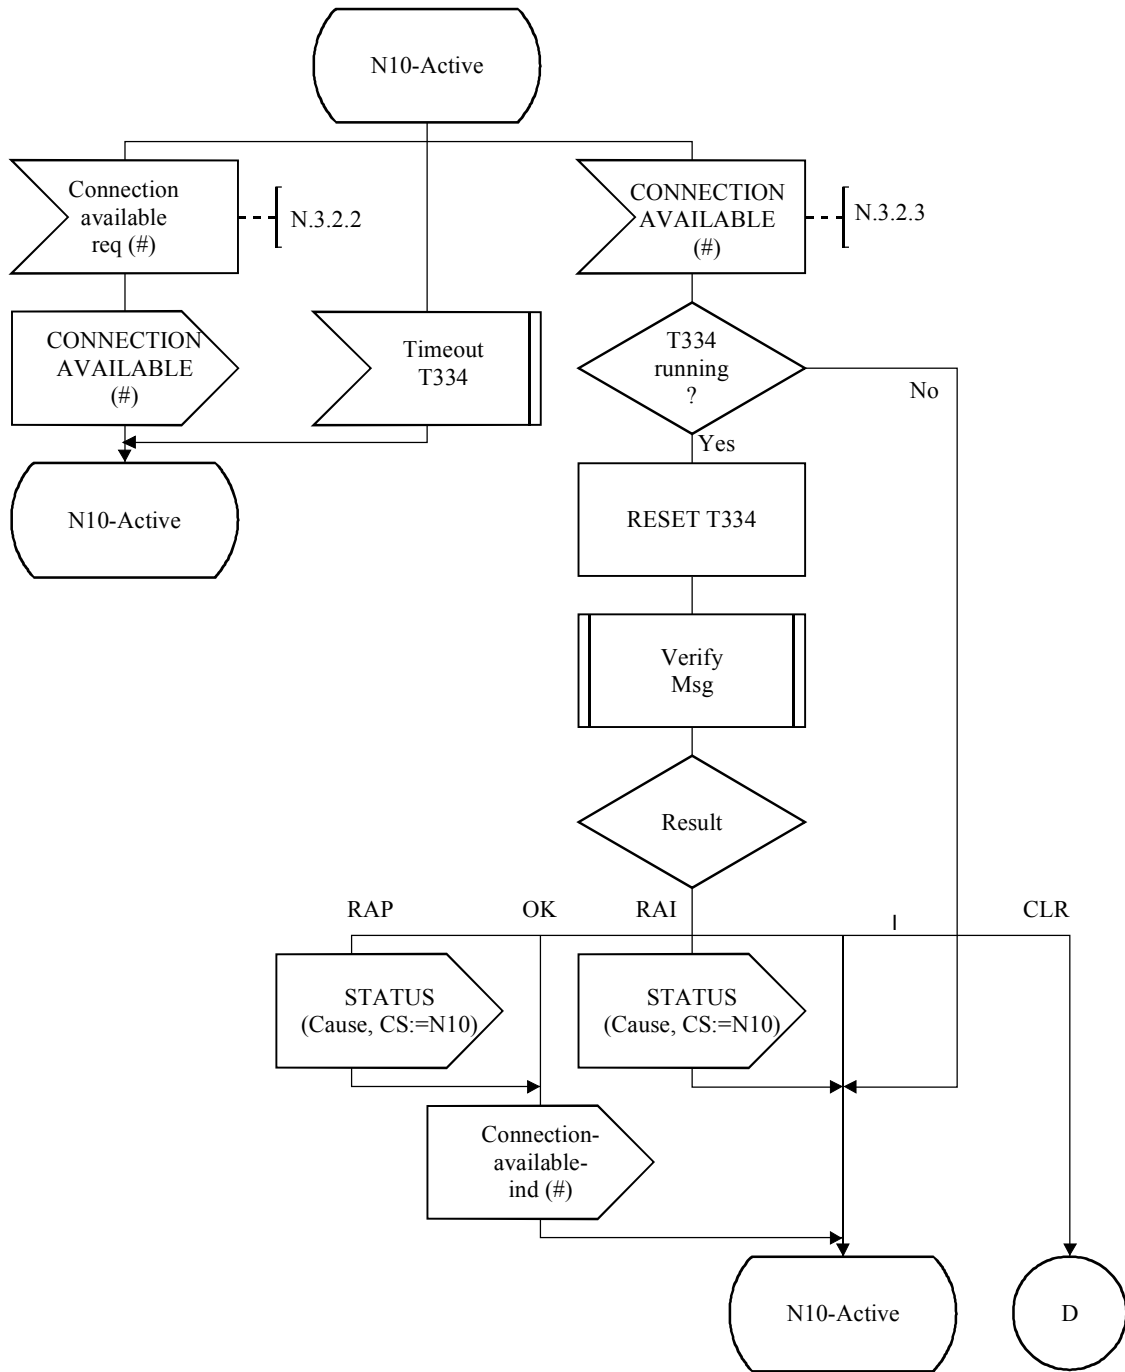 N10-Active
Connection
available
req (#)
N.3.2.2
CONNECTION
AVAILABLE
(#)
N.3.2.3
CONNECTION
AVAILABLE
(#)
Timeout
T334
T334
running
?
No
Yes
N10-Active
RESET T334
Verify
Msg
Result
RAP
OK
RAI
I
CLR
STATUS
(Cause, CS:=N10)
STATUS
(Cause, CS:=N10)
Connection-
available-
ind (#)
N10-Active
D